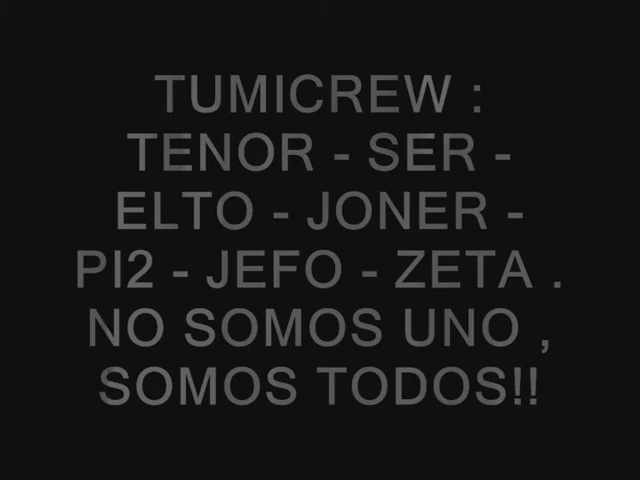 TUMICREW :
TENOR - SER -
ELTO - JONER -
PI2 - JEFO - ZETA .
NO SOMOS UNO ,
SOMOS TODOS!!